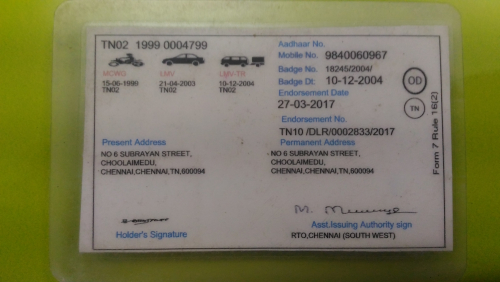 TN02 1999 0004799
MCWG LMV LMV-TR
15-06-1999 21-04-2003 10-12-2004
TN02 TN02 TN02
Aadhaar No.
Mobile No. 9840060967
Badge No. 18245/2004/
Badge Dt: 10-12-2004
OD
Endorsement Date
27-03-2017
TN
Endorsement No.
TN10 /DLR/0002833/2017
Form 7 Rule 16(2)
Present Address
NO 6 SUBRAYAN STREET,
CHOOLAIMEDU,
CHENNAI,CHENNAI,TN,600094
Permanent Address
NO 6 SUBRAYAN STREET,
CHOOLAIMEDU,
CHENNAI,CHENNAI,TN,600094
Holder's Signature
Asst.Issuing Authority sign
RTO,CHENNAI (SOUTH WEST)